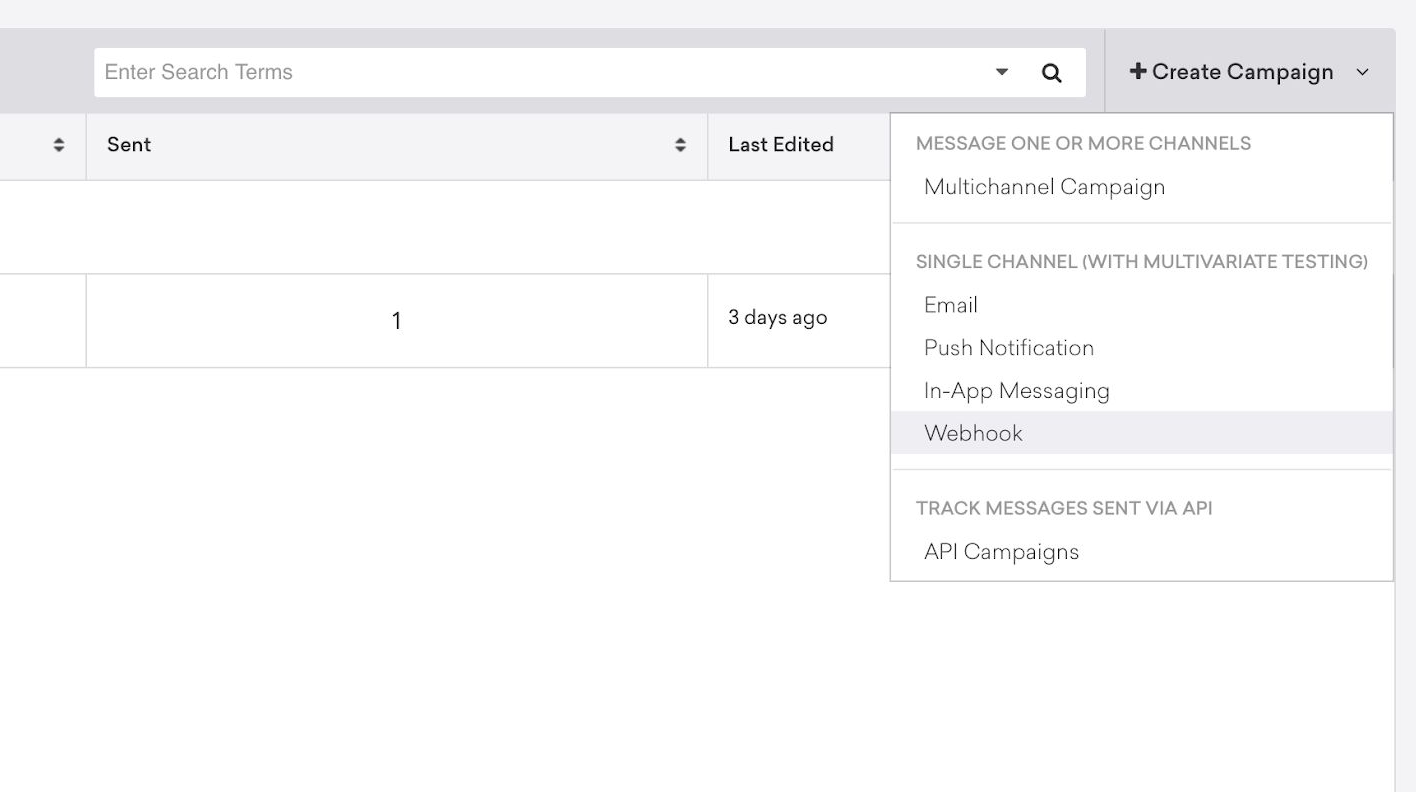 Enter Search Terms
Create Campaign
Sent
Last Edited
MESSAGE ONE OR MORE CHANNELS
Multichannel Campaign
SINGLE CHANNEL (WITH MULTIVARIATE TESTING)
Email
1
3 days ago
Push Notification
In-App Messaging
Webhook
TRACK MESSAGES SENT VIA API
API Campaigns